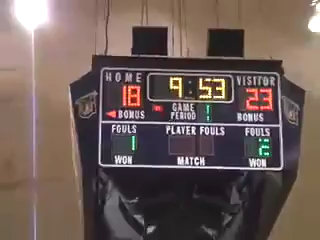 HOME 9:53 VISITOR
18 23
BONUS GAME PERIOD 1 BONUS
FOULS PLAYER FOULS FOULS
1 2
WON MATCH WON